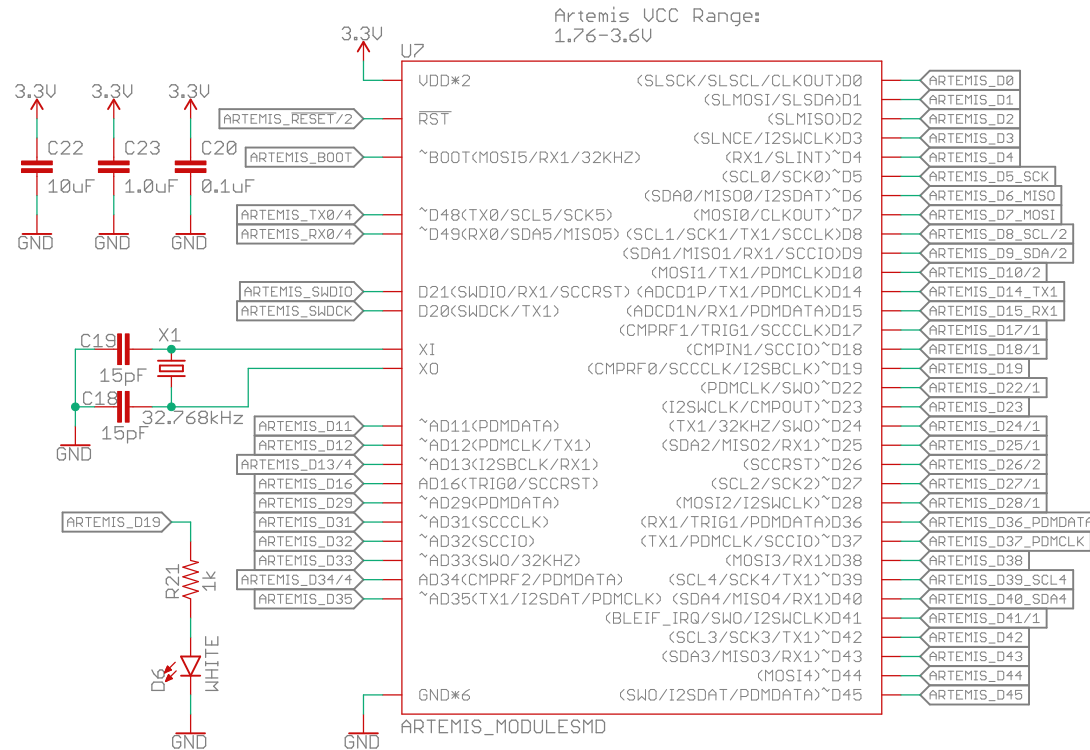 Artemis VCC Range:
1.76-3.6V
3.3V
U7
3.3V
3.3V
3.3V
C22
10uF
GND
C23
1.0uF
GND
C20
0.1uF
GND
VDD*2
ARTEMIS_RESET/2
RST
ARTEMIS_BOOT
~BOOT(MOSI5/RX1/32KHZ)
ARTEMIS_TX0/4
~D48(TX0/SCL5/SCK5)
ARTEMIS_RX0/4
~D49(RX0/SDA5/MISO5)
ARTEMIS_SWDIO
D21(SWDIO/RX1/SCCRST)
ARTEMIS_SWDCK
D20(SWDCK/TX1)
C19
15pF
X1
XI
XO
C18
15pF
32.768kHz
GND
ARTEMIS_D11
~AD11(PDMDATA)
ARTEMIS_D12
~AD12(PDMCLK/TX1)
ARTEMIS_D13/4
~AD13(I2SBCLK/RX1)
ARTEMIS_D16
AD16(TRIG0/SCCRST)
ARTEMIS_D29
~AD29(PDMDATA)
ARTEMIS_D31
~AD31(SCCCLK)
ARTEMIS_D32
~AD32(SCCIO)
ARTEMIS_D33
~AD33(SWO/32KHZ)
ARTEMIS_D34/4
AD34(CMPRF2/PDMDATA)
ARTEMIS_D35
~AD35(TX1/I2SDAT/PDMCLK)
ARTEMIS_D19
R21
1k
D6
WHITE
GND
GND*6
GND
ARTEMIS_MODULESMD
(SLSCK/SLSCL/CLKOUT)D0
ARTEMIS_D0
(SLMOSI/SLSDA)D1
ARTEMIS_D1
(SLMISO)D2
ARTEMIS_D2
(SLNCE/I2SWCLK)D3
ARTEMIS_D3
(RX1/SLINT)~D4
ARTEMIS_D4
(SCL0/SCK0)~D5
ARTEMIS_D5_SCK
(SDA0/MISO0/I2SDAT)~D6
ARTEMIS_D6_MISO
(MOSI0/CLKOUT)~D7
ARTEMIS_D7_MOSI
(SCL1/SCK1/TX1/SCCLK)D8
ARTEMIS_D8_SCL/2
(SDA1/MISO1/RX1/SCCIO)D9
ARTEMIS_D9_SDA/2
(MOSI1/TX1/PDMCLK)D10
ARTEMIS_D10/2
(ADCD1P/TX1/PDMCLK)D14
ARTEMIS_D14_TX1
(ADCD1N/RX1/PDMDATA)D15
ARTEMIS_D15_RX1
(CMPRF1/TRIG1/SCCCLK)D17
ARTEMIS_D17/1
(CMPIN1/SCCIO)~D18
ARTEMIS_D18/1
(CMPRF0/SCCCLK/I2SBCLK)~D19
ARTEMIS_D19
(PDMCLK/SWO)~D22
ARTEMIS_D22/1
(I2SWCLK/CMPOUT)~D23
ARTEMIS_D23
(TX1/32KHZ/SWO)~D24
ARTEMIS_D24/1
(SDA2/MISO2/RX1)~D25
ARTEMIS_D25/1
(SCCRST)~D26
ARTEMIS_D26/2
(SCL2/SCK2)~D27
ARTEMIS_D27/1
(MOSI2/I2SWCLK)~D28
ARTEMIS_D28/1
(RX1/TRIG1/PDMDATA)D36
ARTEMIS_D36_PDMDATA
(TX1/PDMCLK/SCCIO)~D37
ARTEMIS_D37_PDMCLK
(MOSI3/RX1)D38
ARTEMIS_D38
(SCL4/SCK4/TX1)~D39
ARTEMIS_D39_SCL4
(SDA4/MISO4/RX1)D40
ARTEMIS_D40_SDA4
(BLEIF_IRQ/SWO/I2SWCLK)D41
ARTEMIS_D41/1
(SCL3/SCK3/TX1)~D42
ARTEMIS_D42
(SDA3/MISO3/RX1)~D43
ARTEMIS_D43
(MOSI4)~D44
ARTEMIS_D44
(SWO/I2SDAT/PDMDATA)~D45
ARTEMIS_D45